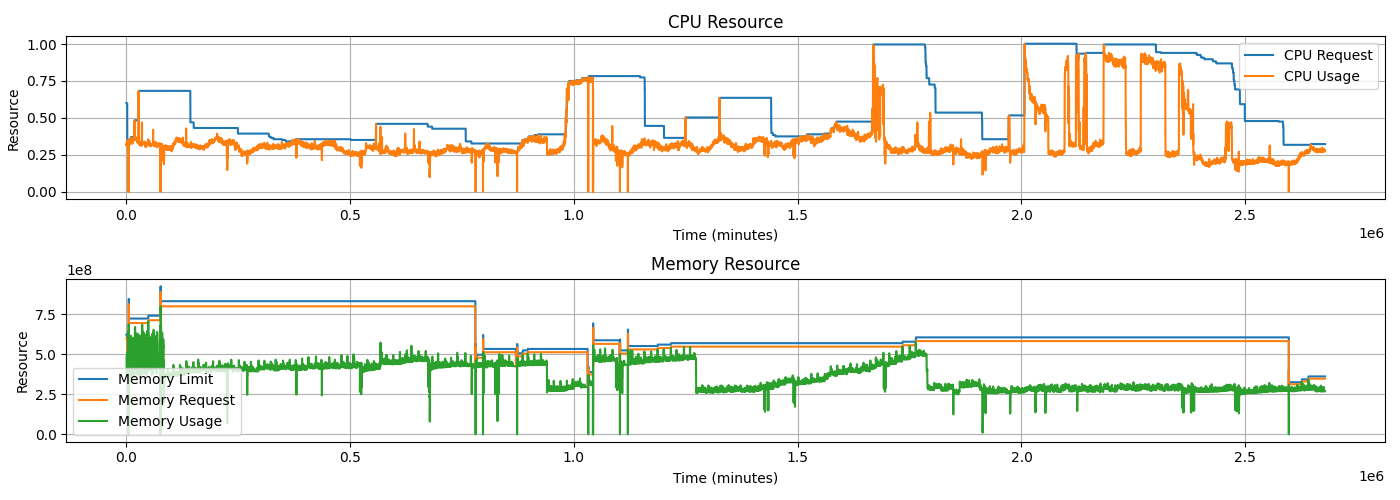 CPU Resource
1.00
0.75
0.50
0.25
0.00
Resource
CPU Request
CPU Usage
0.0
0.5
1.0
1.5
2.0
2.5
Time (minutes)
1e6
Memory Resource
1e8
7.5
5.0
2.5
0.0
Resource
Memory Limit
Memory Request
Memory Usage
0.0
0.5
1.0
1.5
2.0
2.5
Time (minutes)
1e6